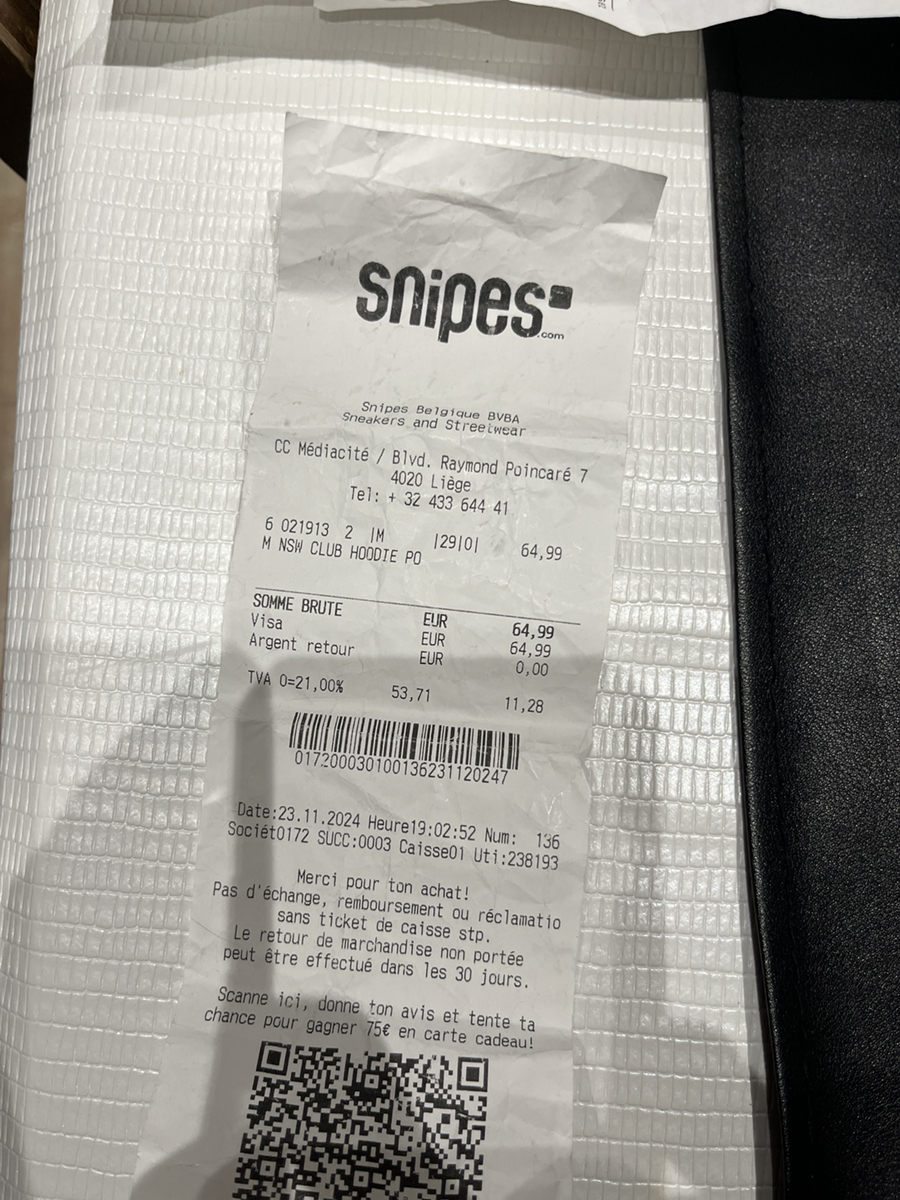 snipes
.com
Snipes Belgique BVBA
Sneakers and Streetwear
CC Médiacité / Blvd. Raymond Poincaré 7
4020 Liège
Tel: + 32 433 644 41
6 021913 2 |M |29|0| 64,99
M NSW CLUB HOODIE PO
SOMME BRUTE EUR 64,99
Visa EUR 64,99
Argent retour EUR 0,00
TVA 0=21,00% 53,71 11,28
017200030100136231120247
Date:23.11.2024 Heure19:02:52 Num: 136
Sociét0172 SUCC:0003 Caisse01 Uti:238193
Merci pour ton achat!
Pas d'échange, remboursement ou réclamatio
sans ticket de caisse stp.
Le retour de marchandise non portée
peut être effectué dans les 30 jours.
Scanne ici, donne ton avis et tente ta
chance pour gagner 75€ en carte cadeau!